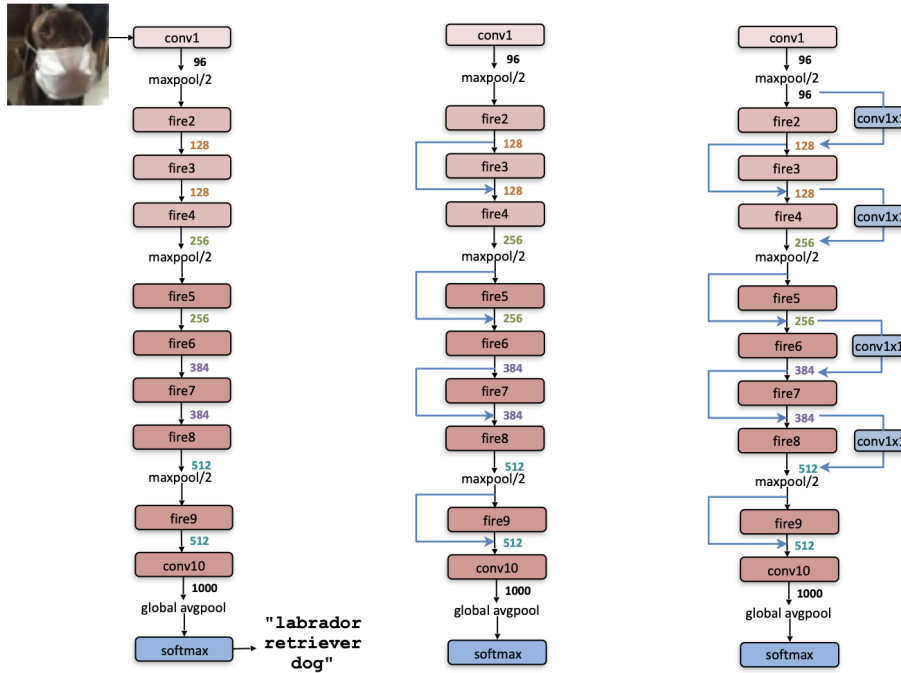 conv1
96
maxpool/2
fire2
128
fire3
128
fire4
256
maxpool/2
fire5
256
fire6
384
fire7
384
fire8
512
maxpool/2
fire9
512
conv10
1000
global avgpool
softmax
"labrador
retriever
dog"
conv1
96
maxpool/2
fire2
128
fire3
128
fire4
256
maxpool/2
fire5
256
fire6
384
fire7
384
fire8
512
maxpool/2
fire9
512
conv10
1000
global avgpool
softmax
conv1
96
maxpool/2
96
conv1x1
fire2
128
fire3
128
conv1x1
fire4
256
maxpool/2
fire5
256
fire6
conv1x1
384
fire7
384
fire8
conv1x1
512
maxpool/2
fire9
512
conv10
1000
global avgpool
softmax